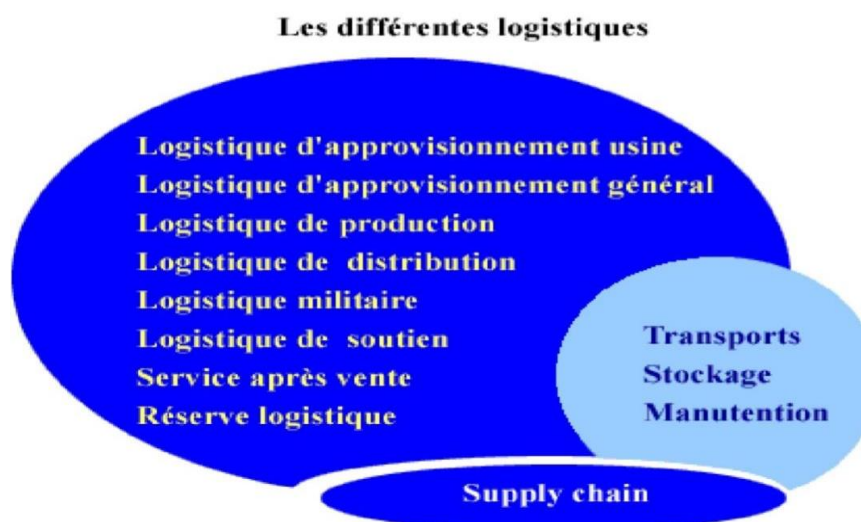 Les différentes logistiques
Logistique d'approvisionnement usine
Logistique d'approvisionnement général
Logistique de production
Logistique de distribution
Logistique militaire
Logistique de soutien
Service après vente
Réserve logistique
Transports
Stockage
Manutention
Supply chain